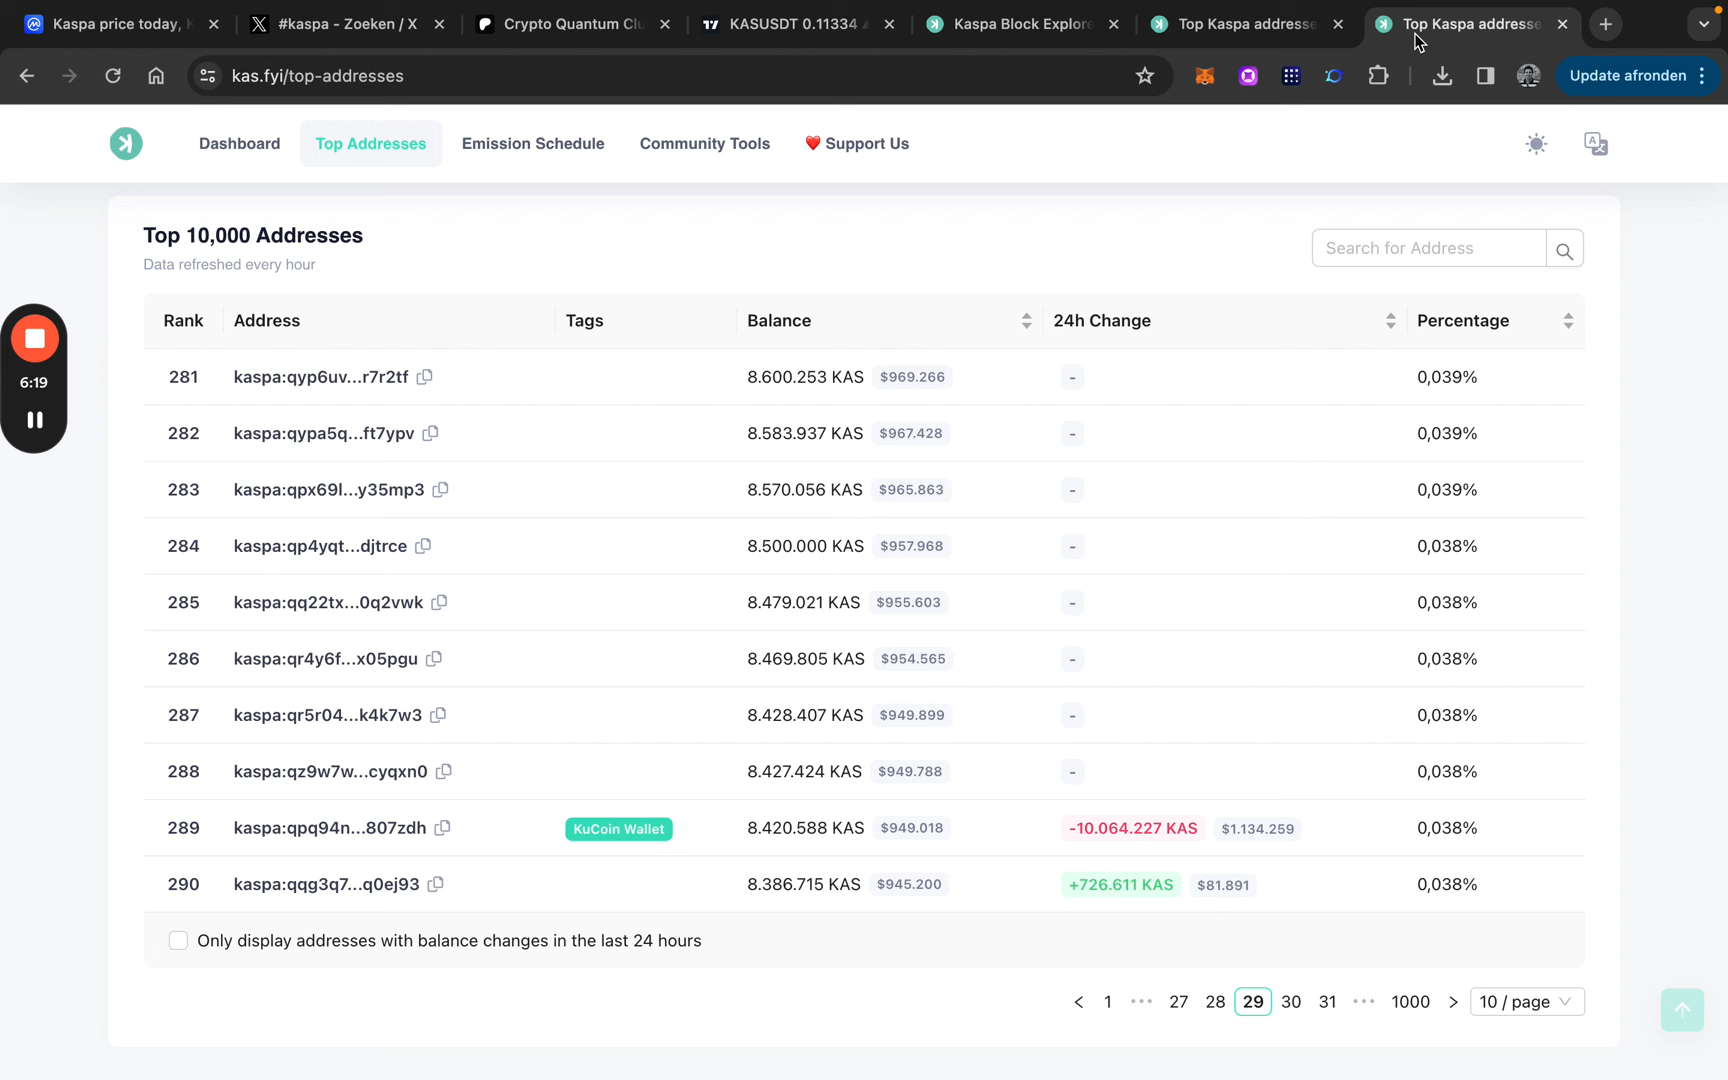 Kaspa price today, K
#kaspa - Zoeken / X
Crypto Quantum Clu
KASUSDT 0.11334
Kaspa Block Explore
Top Kaspa addresse
Top Kaspa addresse
kas.fyi/top-addresses
Update afronden
Dashboard
Top Addresses
Emission Schedule
Community Tools
Support Us
Top 10,000 Addresses
Data refreshed every hour
Search for Address
6:19
Rank Address Tags Balance 24h Change Percentage
281 kaspa:qyp6uv...r7r2tf 8.600.253 KAS $969.266 - 0,039%
282 kaspa:qypa5q...ft7ypv 8.583.937 KAS $967.428 - 0,039%
283 kaspa:qpx69l...y35mp3 8.570.056 KAS $965.863 - 0,039%
284 kaspa:qp4yqt...djtrce 8.500.000 KAS $957.968 - 0,038%
285 kaspa:qq22tx...0q2vwk 8.479.021 KAS $955.603 - 0,038%
286 kaspa:qr4y6f...x05pgu 8.469.805 KAS $954.565 - 0,038%
287 kaspa:qr5r04...k4k7w3 8.428.407 KAS $949.899 - 0,038%
288 kaspa:qz9w7w...cyqxn0 8.427.424 KAS $949.788 - 0,038%
289 kaspa:qpq94n...807zdh KuCoin Wallet 8.420.588 KAS $949.018 -10.064.227 KAS $1.134.259 0,038%
290 kaspa:qqg3q7...q0ej93 8.386.715 KAS $945.200 +726.611 KAS $81.891 0,038%
Only display addresses with balance changes in the last 24 hours
< 1 ••• 27 28 29 30 31 ••• 1000 > 10 / page